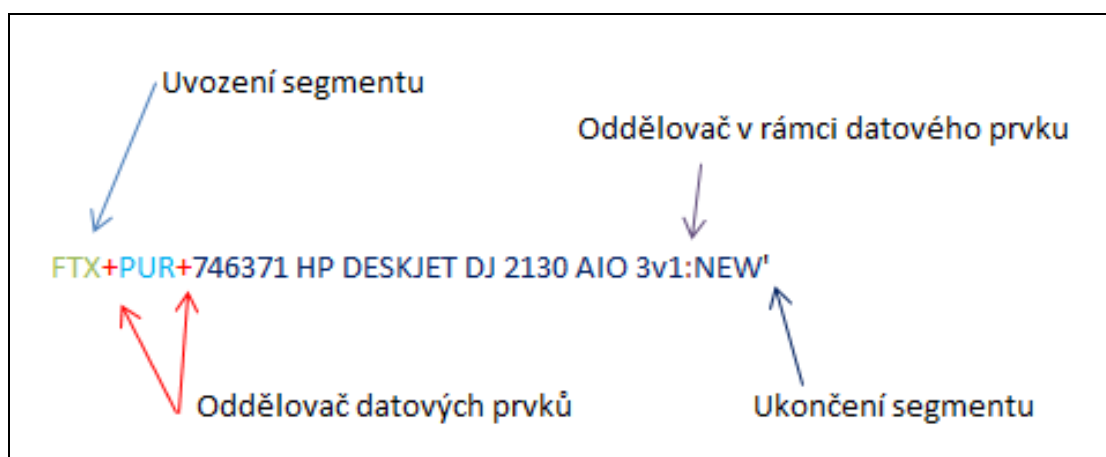 Uvození segmentu
Oddělovač v rámci datového prvku
FTX+PUR+746371 HP DESKJET DJ 2130 AIO 3v1:NEW'
Oddělovač datových prvků
Ukončení segmentu